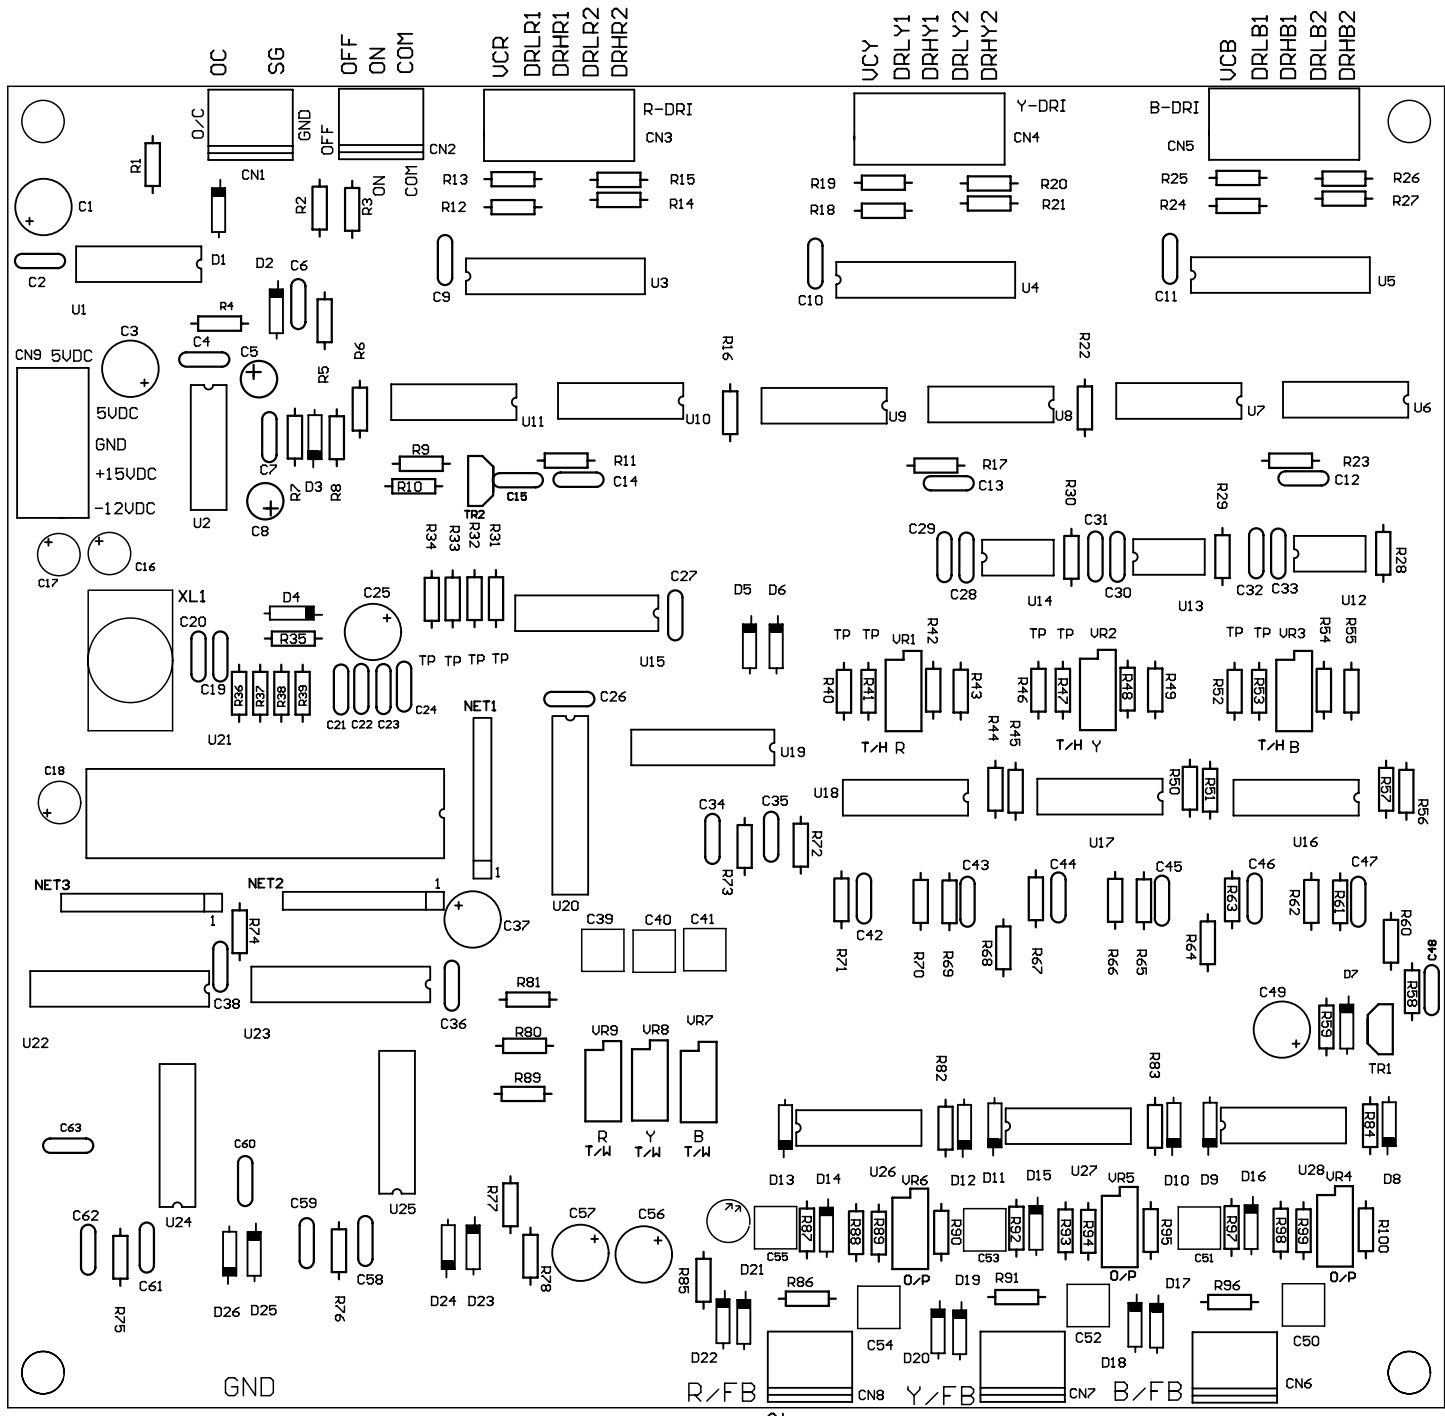 OC
SG
OFF
ON
COM
VCR
DRLR1
DRHR1
DRLR2
DRHR2
VCY
DRLY1
DRHY1
DRLY2
DRHY2
VCB
DRLB1
DRHB1
DRLB2
DRHB2
O/C
GND
OFF
R-DRI
Y-DRI
B-DRI
R1
CN1
CN2
CN3
CN4
CN5
ON
COM
R13
R15
R19
R20
R25
R26
C1
R2
R3
R12
R14
R18
R21
R24
R27
C2
D1
D2
C6
C9
U3
C10
U4
C11
U5
U1
R4
C3
C4
C5
R5
R6
R16
R22
CN9
5VDC
5VDC
GND
+15VDC
-12VDC
U11
U10
U9
U8
U7
U6
C7
R7
D3
R8
R9
R10
R11
C15
C14
R17
C13
R23
C12
U2
C8
TR2
R34
R33
R32
R31
C29
R30
C31
R29
R28
C17
C16
XL1
D4
C25
C27
D5
D6
C28
U14
C30
U13
C32
C33
U12
C20
R35
TP
TP
TP
TP
U15
TP
TP
VR1
R42
TP
TP
VR2
TP
TP
VR3
R54
R55
C19
R36
R37
R38
R39
R40
R41
R43
R46
R47
R48
R49
R52
R53
U21
C21
C22
C23
C24
NET1
C26
U19
T/H R
R44
R45
T/H Y
T/H B
C18
U18
R50
R51
R57
R56
C34
C35
R72
R73
U17
U16
NET3
NET2
1
1
1
U20
C37
C39
C40
C41
C43
C44
C45
C46
C47
R71
C42
R70
R69
R68
R67
R66
R65
R64
R63
R62
R61
R60
R74
C38
C36
R81
C49
D7
R59
R58
C48
U22
U23
R80
VR9
VR8
VR7
TR1
R89
R82
R83
R84
C63
C60
R
T/W
Y
T/W
B
T/W
U26
U27
U28
D13
D14
VR6
D12
D11
D15
VR5
D10
D9
D16
VR4
D8
C62
U24
C59
U25
R77
C57
C56
C55
R87
R88
R89
R90
C53
R92
R93
R94
R95
C51
R97
R98
R99
R100
R75
C61
R76
C58
R78
R85
D21
R86
O/P
D19
R91
O/P
D17
R96
O/P
D26
D25
D24
D23
D22
C54
D20
C52
D18
C50
GND
R/FB
CN8
Y/FB
CN7
B/FB
CN6